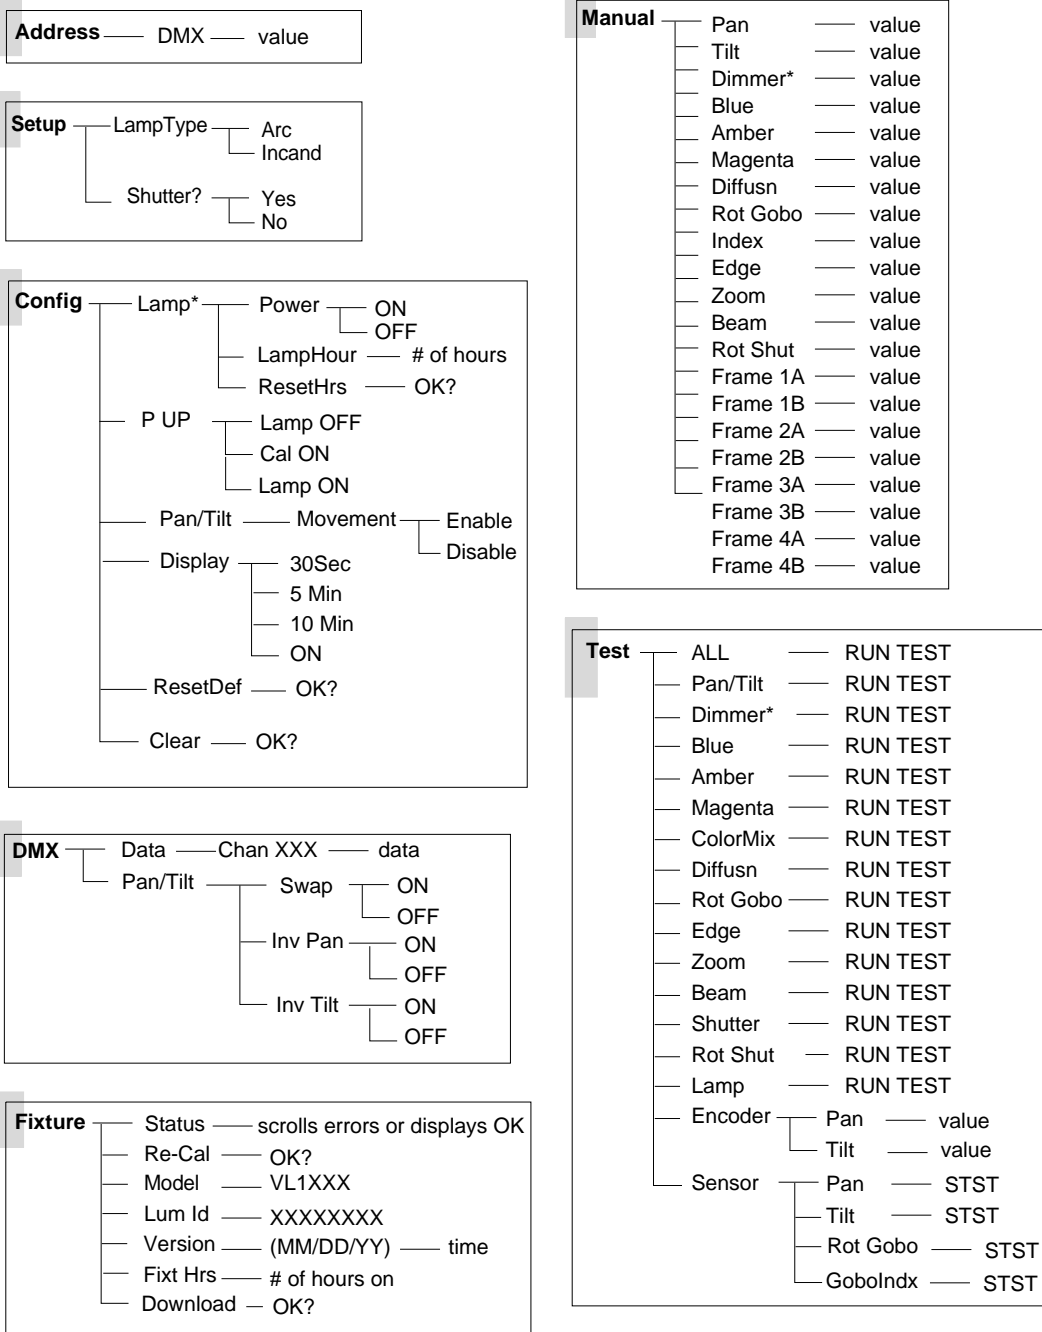 Address DMX value
Setup LampType Arc
Incand
Shutter? Yes
No
Config Lamp* Power ON
OFF
LampHour # of hours
ResetHrs OK?
P UP Lamp OFF
Cal ON
Lamp ON
Pan/Tilt Movement Enable
Disable
Display 30Sec
5 Min
10 Min
ON
ResetDef OK?
Clear OK?
DMX Data Chan XXX data
Pan/Tilt Swap ON
OFF
Inv Pan ON
OFF
Inv Tilt ON
OFF
Fixture Status scrolls errors or displays OK
Re-Cal OK?
Model VL1XXX
Lum Id XXXXXXXX
Version (MM/DD/YY) time
Fixt Hrs # of hours on
Download OK?
Manual Pan value
Tilt value
Dimmer* value
Blue value
Amber value
Magenta value
Diffusn value
Rot Gobo value
Index value
Edge value
Zoom value
Beam value
Rot Shut value
Frame 1A value
Frame 1B value
Frame 2A value
Frame 2B value
Frame 3A value
Frame 3B value
Frame 4A value
Frame 4B value
Test ALL RUN TEST
Pan/Tilt RUN TEST
Dimmer* RUN TEST
Blue RUN TEST
Amber RUN TEST
Magenta RUN TEST
ColorMix RUN TEST
Diffusn RUN TEST
Rot Gobo RUN TEST
Edge RUN TEST
Zoom RUN TEST
Beam RUN TEST
Shutter RUN TEST
Rot Shut RUN TEST
Lamp RUN TEST
Encoder Pan value
Tilt value
Sensor Pan STST
Tilt STST
Rot Gobo STST
GoboIndx STST